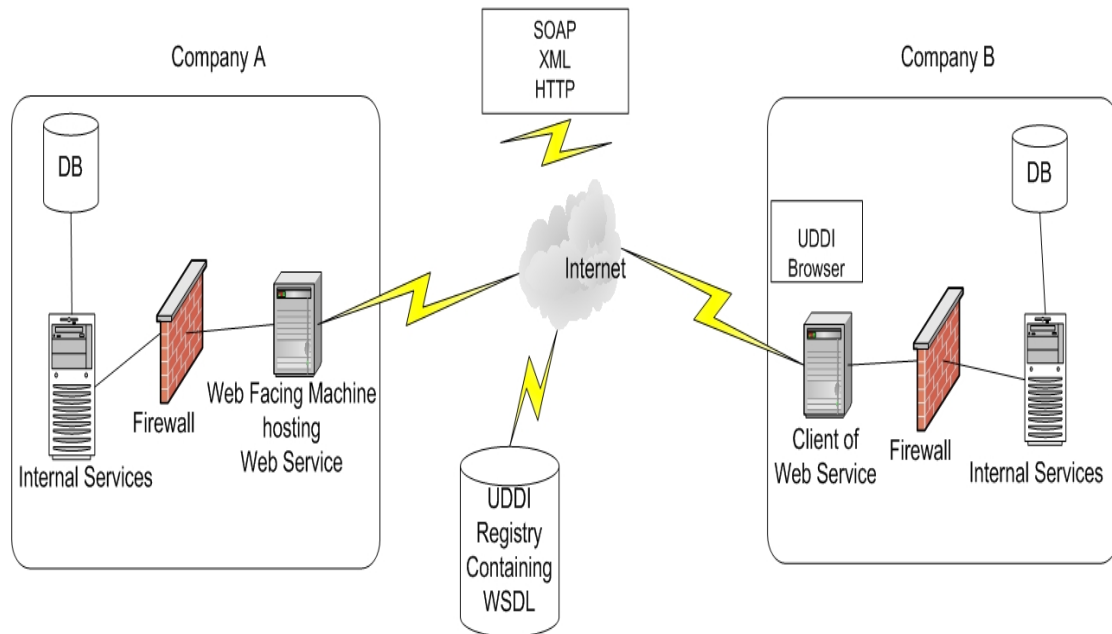 SOAP
XML
HTTP
Company A
Company B
DB
DB
UDDI
Browser
Internet
Web Facing Machine
hosting
Web Service
Firewall
Internal Services
Client of
Web Service
Firewall
Internal Services
UDDI
Registry
Containing
WSDL